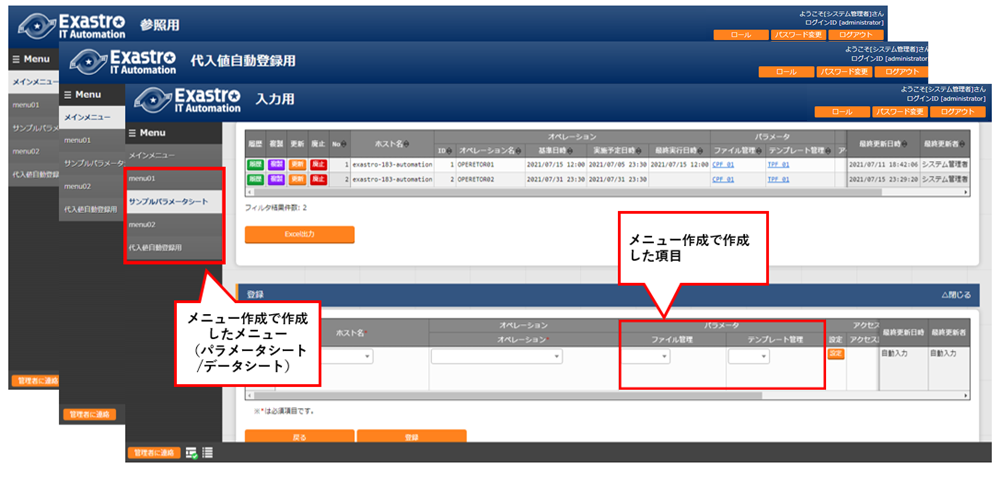 Exastro
IT Automation
参照用
ようこそ[システム管理者]さん
ログインID [administrator]
ロール
パスワード変更
ログアウト
☰ Menu
メインメニュー
menu01
サンプルパラメ
menu02
代入値自動登録
管理者に連絡
Exastro
IT Automation
代入値自動登録用
ようこそ[システム管理者]さん
ログインID [administrator
ロール
パスワード変更
ログアウト
☰ Menu
メインメニュー
menu01
サンプルパラメータ
menu02
代入値自動登録用
管理者に連絡
Exastro
IT Automation
入力用
ようこそ[システム管理者]さん
ログインID [administrator]
ロール
パスワード変更
ログアウト
☰ Menu
メインメニュー
menu01
サンプルパラメータシート
menu02
代入値自動登録用
管理者に連絡
オペレーション
パラメータ
履歴 複製 更新 廃止 No ホスト名 ID オペレーション名 基準日時 実施予定日時 最終実行日時 ファイル管理 テンプレート管理 ア 最終更新日時 最終更新者
履歴 複製 更新 廃止 1 exastro-183-automation 1 OPERETOR01 2021/07/15 12:00 2021/07/05 23:30 2021/07/15 12:00 CPF_01 TPF_01 2021/07/11 18:42:06 システム管理者
履歴 複製 更新 廃止 2 exastro-183-automation 2 OPERETOR02 2021/07/31 23:30 2021/07/31 23:30 CPF_01 TPF_01 2021/07/15 23:29:20 システム管理者
フィルタ結果件数: 2
Excel出力
メニュー作成で作成
した項目
登録
△閉じる
ホスト名*
オペレーション
パラメータ
アクセス
最終更新日時
最終更新者
オペレーション*
ファイル管理
テンプレート管理
設定
アクセス
設定
自動入力
自動入力
※*は必須項目です。
戻る
登録
メニュー作成で作成
したメニュー
（パラメータシート
/データシート）